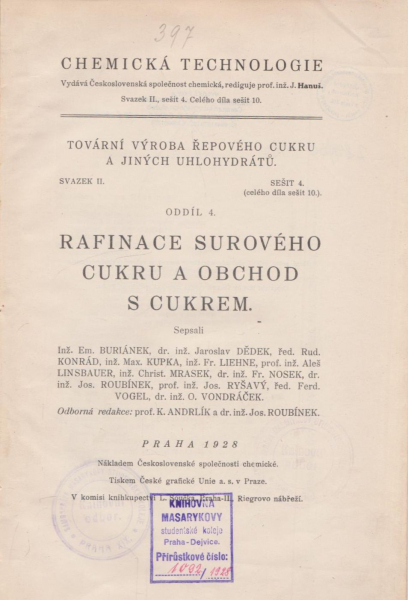 397
CHEMICKÁ TECHNOLOGIE
Vydává Československá společnost chemická, rediguje prof. inž. J. Hanuš.
Svazek II., sešit 4. Celého díla sešit 10.
TOVÁRNÍ VÝROBA ŘEPOVÉHO CUKRU
A JINÝCH UHLOHYDRÁTŮ.
SVAZEK II. SEŠIT 4.
(celého díla sešit 10.).
ODDÍL 4.
RAFINACE SUROVÉHO
CUKRU A OBCHOD
S CUKREM.
Sepsali
Inž. Em. BURIÁNEK, dr. inž. Jaroslav DĚDEK, řed. Rud.
KONRÁD, inž. Max. KUPKA, inž. Fr. LIEHNE, prof. inž. Aleš
LINSBAUER, inž. Christ. MRASEK, dr. inž. Fr. NOSEK, dr.
inž. Jos. ROUBÍNEK, prof. inž. Jos. RYŠAVÝ, řed. Ferd.
VOGEL, dr. inž. O. VONDRÁČEK.
Odborná redakce: prof. K. ANDRLÍK a dr. inž. Jos. ROUBÍNEK.
PRAHA 1928
Nákladem Československé společnosti chemické.
Tiskem České grafické Unie a. s. v Praze.
V komisi knihkupectví L. Součka, Praha-II., Riegrovo nábřeží.
KNIHOVNA
MASARYKOVY
studentské koleje
Praha-Dejvice.
Přírůstkové číslo:
1092/1928